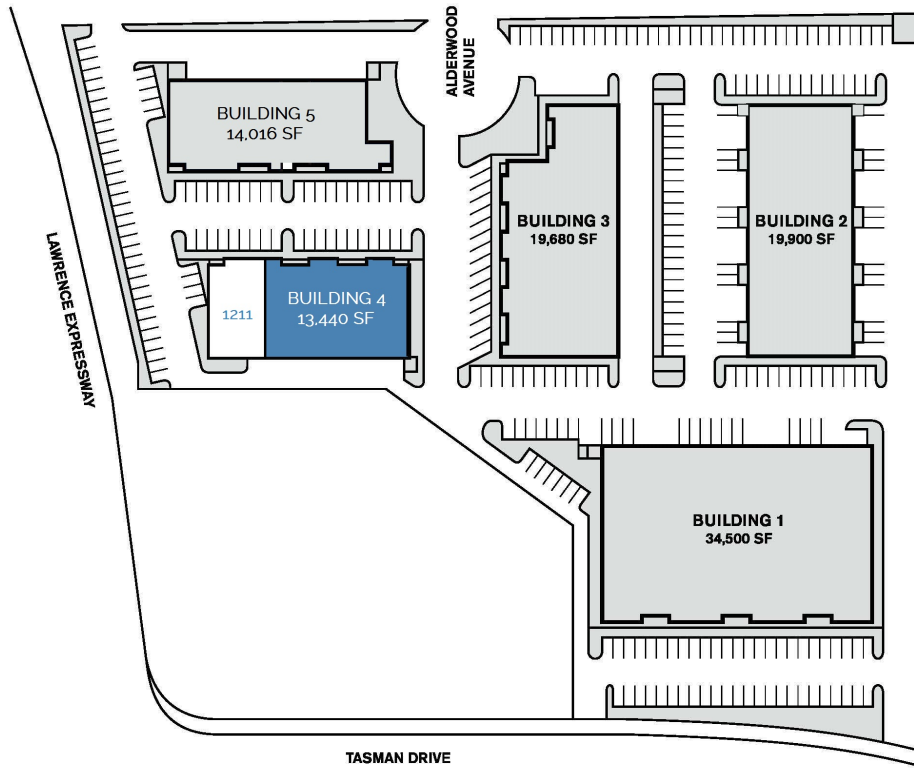 ALDERWOOD
AVENUE
BUILDING 5
14,016 SF
BUILDING 3
19,680 SF
BUILDING 2
19,900 SF
LAWRENCE EXPRESSWAY
1211
BUILDING 4
13,440 SF
BUILDING 1
34,500 SF
TASMAN DRIVE